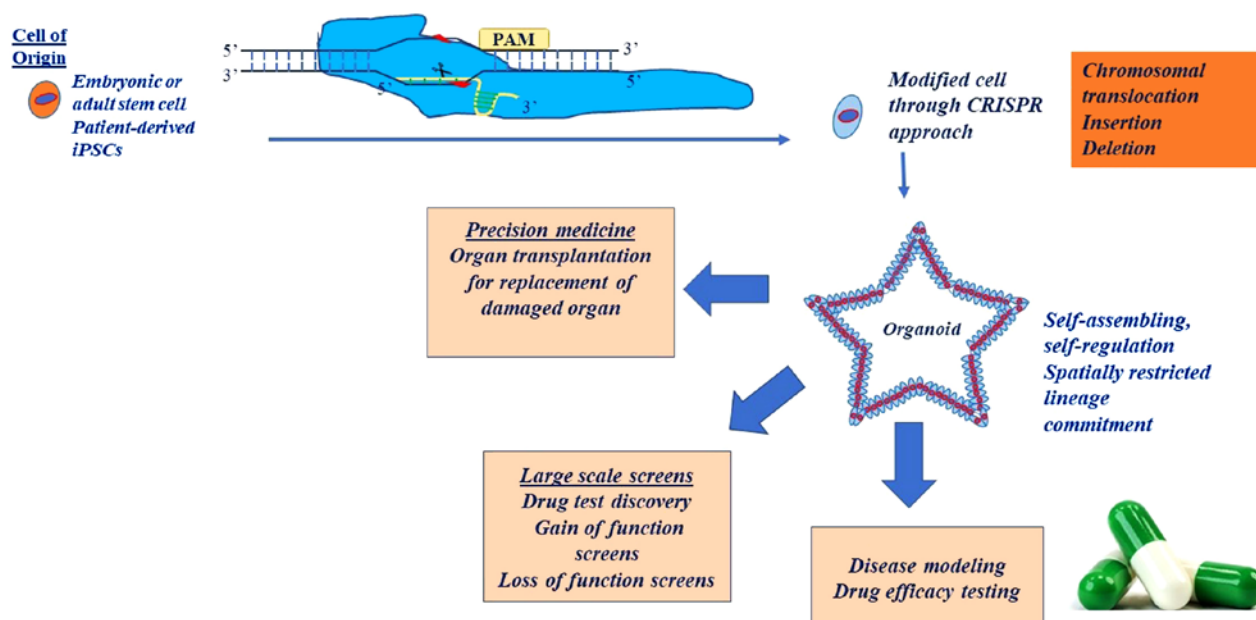 Cell of
Origin
Embryonic or
adult stem cell
Patient-derived
iPSCs
5’
3’
PAM
3’
5’
5’
3’
Modified cell
through CRISPR
approach
Chromosomal
translocation
Insertion
Deletion
Precision medicine
Organ transplantation
for replacement of
damaged organ
Organoid
Self-assembling,
self-regulation
Spatially restricted
lineage
commitment
Large scale screens
Drug test discovery
Gain of function
screens
Loss of function screens
Disease modeling
Drug efficacy testing